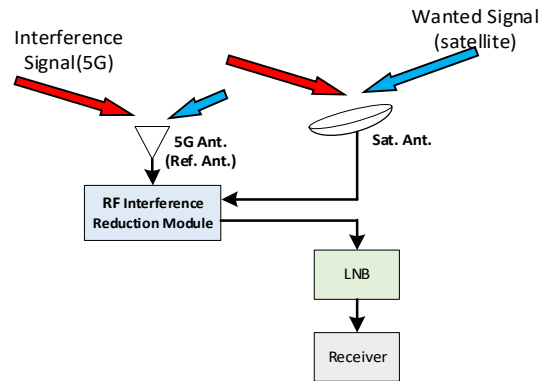 Interference
Signal(5G)
Wanted Signal
(satellite)
5G Ant.
(Ref. Ant.)
Sat. Ant.
RF Interference
Reduction Module
LNB
Receiver